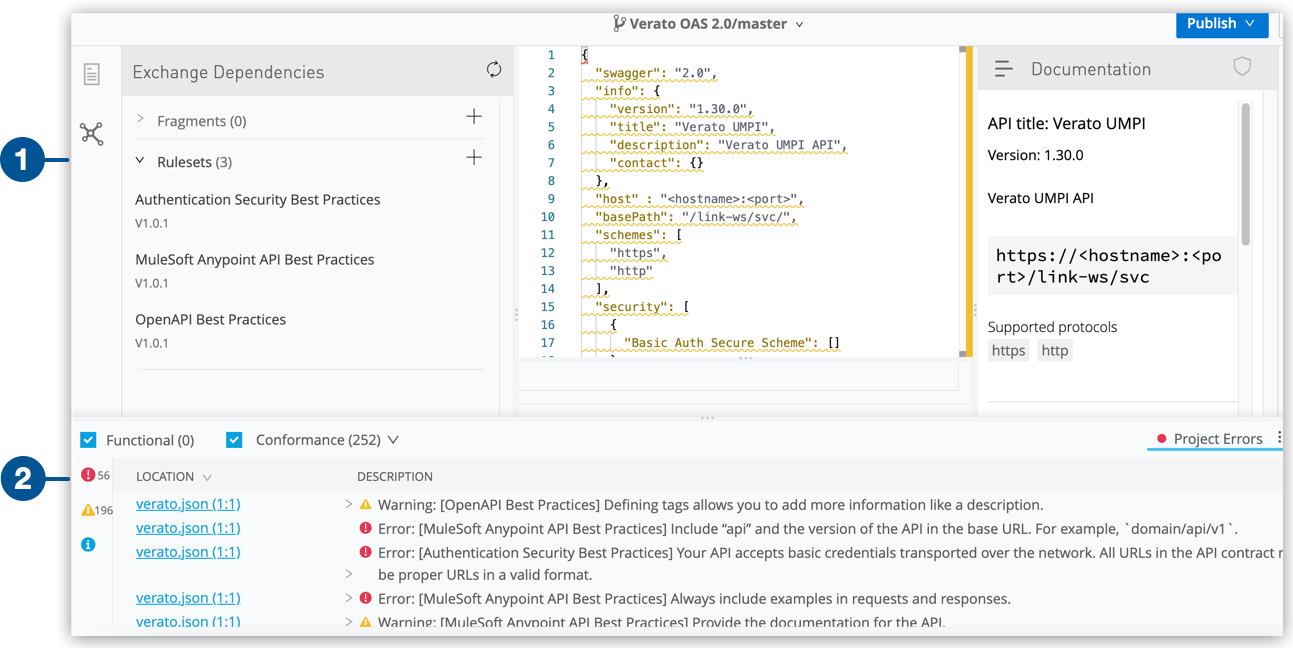 Verato OAS 2.0/master
Publish
Exchange Dependencies
Fragments (0)
Rulesets (3)
Authentication Security Best Practices
V1.0.1
MuleSoft Anypoint API Best Practices
V1.0.1
OpenAPI Best Practices
V1.0.1
1
1 {
2 "swagger": "2.0",
3 "info": {
4 "version": "1.30.0",
5 "title": "Verato UMPI",
6 "description": "Verato UMPI API",
7 "contact": {}
8 },
9 "host" : "<hostname>:<port>",
10 "basePath": "/link-ws/svc/",
11 "schemes": [
12 "https",
13 "http"
14 ],
15 "security": [
16 {
17 "Basic Auth Secure Scheme": []
Documentation
API title: Verato UMPI
Version: 1.30.0
Verato UMPI API
https://<hostname>:<po
rt>/link-ws/svc
Supported protocols
https http
Functional (0) Conformance (252)
Project Errors
2
56
196
LOCATION DESCRIPTION
verato.json (1:1) Warning: [OpenAPI Best Practices] Defining tags allows you to add more information like a description.
verato.json (1:1) Error: [MuleSoft Anypoint API Best Practices] Include “api” and the version of the API in the base URL. For example, `domain/api/v1`.
verato.json (1:1) Error: [Authentication Security Best Practices] Your API accepts basic credentials transported over the network. All URLs in the API contract
be proper URLs in a valid format.
verato.json (1:1) Error: [MuleSoft Anypoint API Best Practices] Always include examples in requests and responses.
verato.json (1:1) Warning: [MuleSoft Anypoint API Best Practices] Provide the documentation for the API.